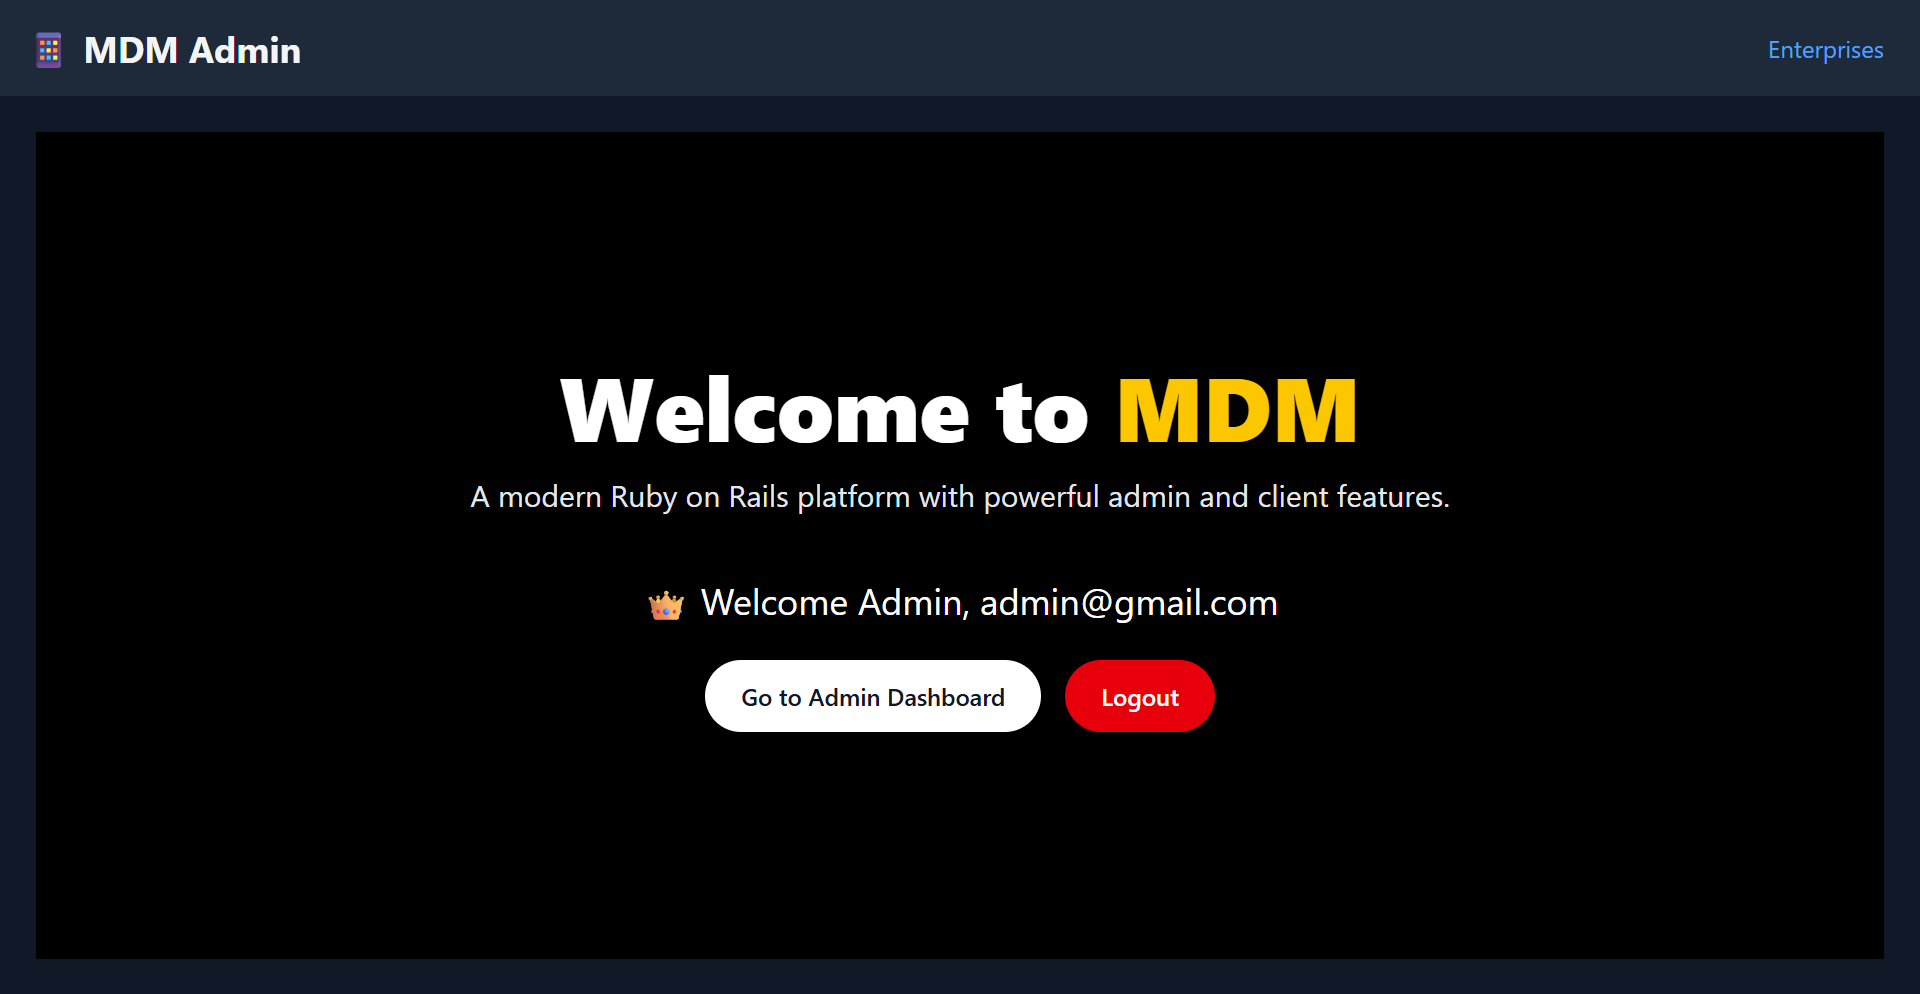 MDM Admin
Enterprises
Welcome to MDM
A modern Ruby on Rails platform with powerful admin and client features.
Welcome Admin, admin@gmail.com
Go to Admin Dashboard
Logout